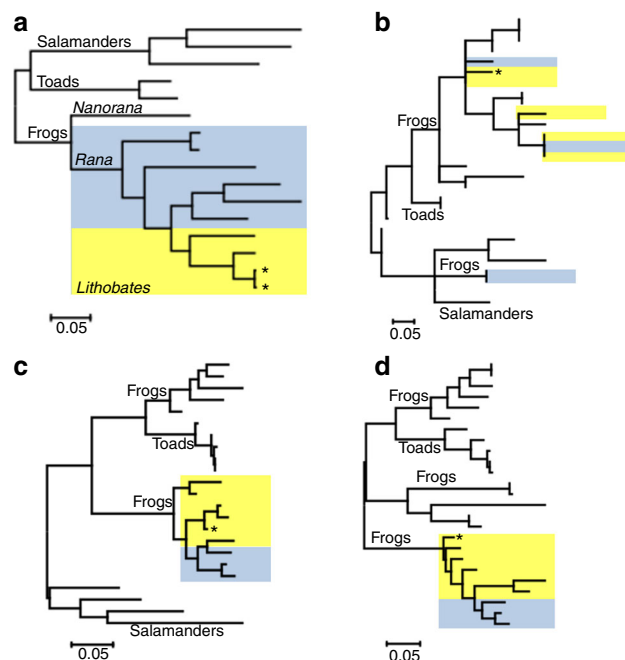 a
Salamanders
Toads
Nanorana
Frogs
Rana
*
*
Lithobates
0.05
b
*
Frogs
Toads
Frogs
Salamanders
0.05
c
Frogs
Toads
Frogs
*
Salamanders
0.05
d
Frogs
Toads
Frogs
Frogs
*
0.05